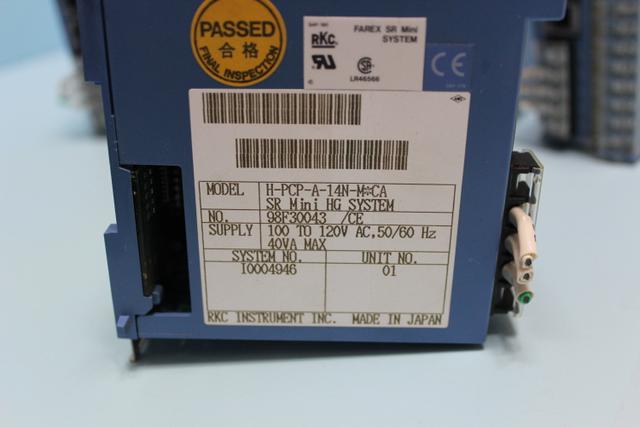 PASSED
合格
FINAL INSPECTION
RKC
FAREX SR Mini
SYSTEM
LR46566
CE
MODEL H-PCP-A-14N-M*CA
SR Mini HG SYSTEM
NO. 98F30043 /CE
SUPPLY 100 TO 120V AC,50/60 Hz
40VA MAX
SYSTEM NO. UNIT NO.
I0004946 01
RKC INSTRUMENT INC. MADE IN JAPAN